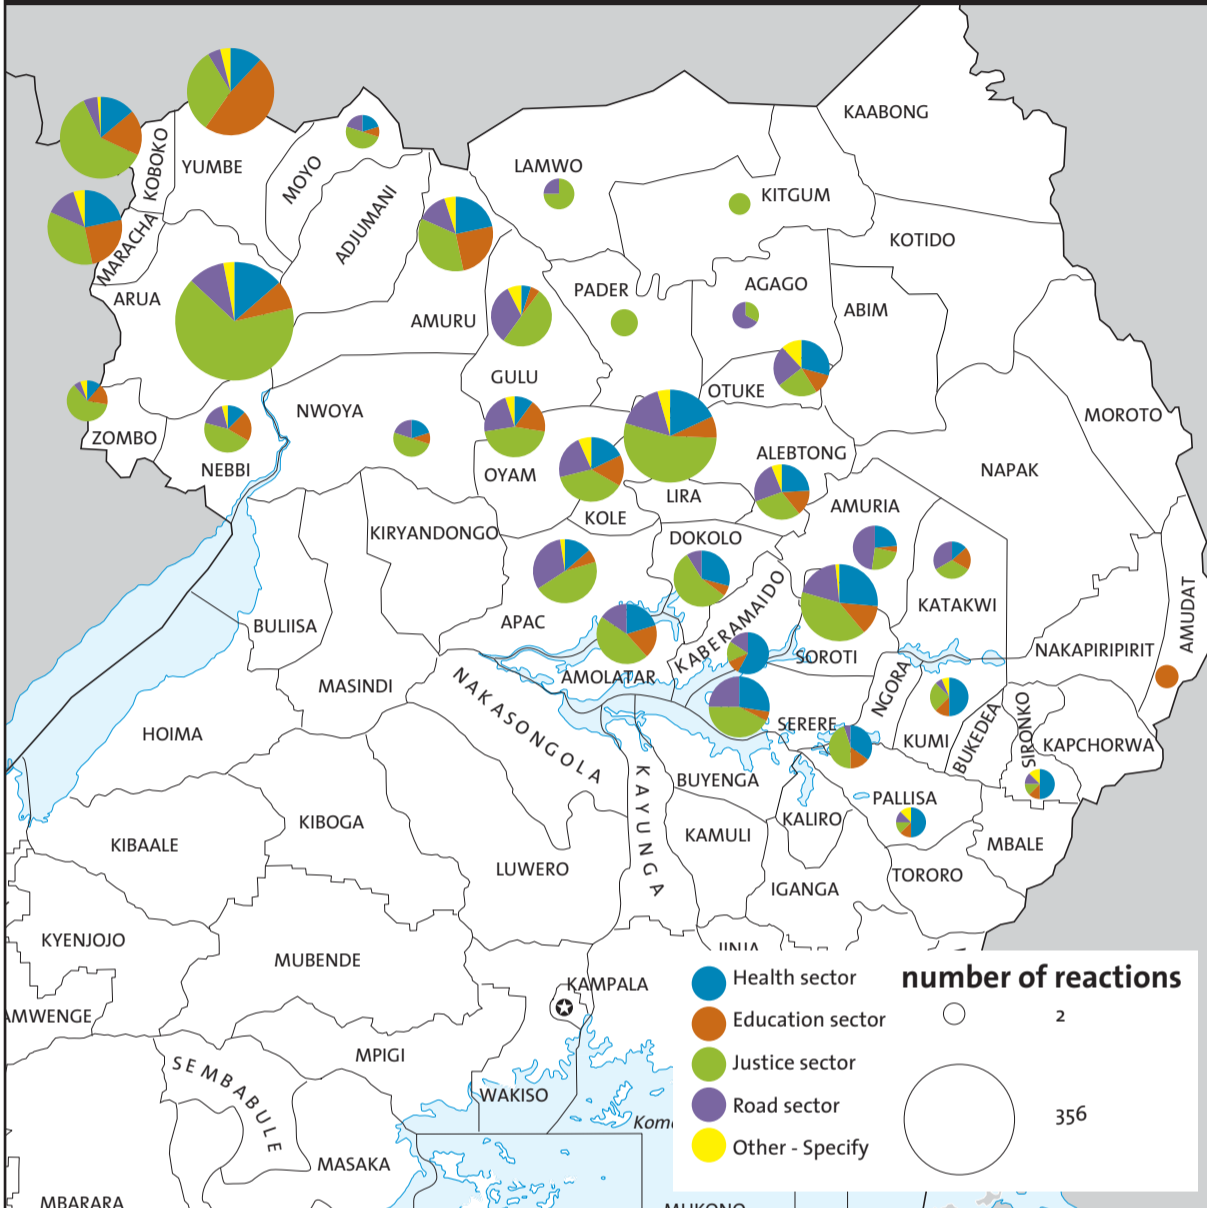 KAABONG
LAMWO
KITGUM
KOBOKO
YUMBE
MOYO
ADJUMANI
MARACHA
KOTIDO
ARUA
PADER
AGAGO
ABIM
AMURU
GULU
OTUKE
NWOYA
MOROTO
ZOMBO
NEBBI
ALEBTONG
NAPAK
OYAM
LIRA
KOLE
AMURIA
KIRYANDONGO
DOKOLO
APAC
KATAKWI
AMUDAT
BULIISA
KABERAMAIDO
SOROTI
NAKAPIRIPIRIT
MASINDI
AMOLATAR
NAKASONGOLA
NGORA
HOIMA
SERERE
KUMI
BUKEDEA
SIRONKO
KAPCHORWA
KAYUNGA
BUYENGA
PALLISA
KIBOGA
KALIRO
KIBAALE
KAMULI
MBALE
LUWERO
TORORO
IGANGA
KYENJOJO
MUBENDE
JINJA
KAMPALA
AMWENGE
MPIGI
SEMBABULE
WAKISO
Kom
MASAKA
MBARARA
MUKONO
number of reactions
Health sector
2
Education sector
Justice sector
Road sector
356
Other - Specify